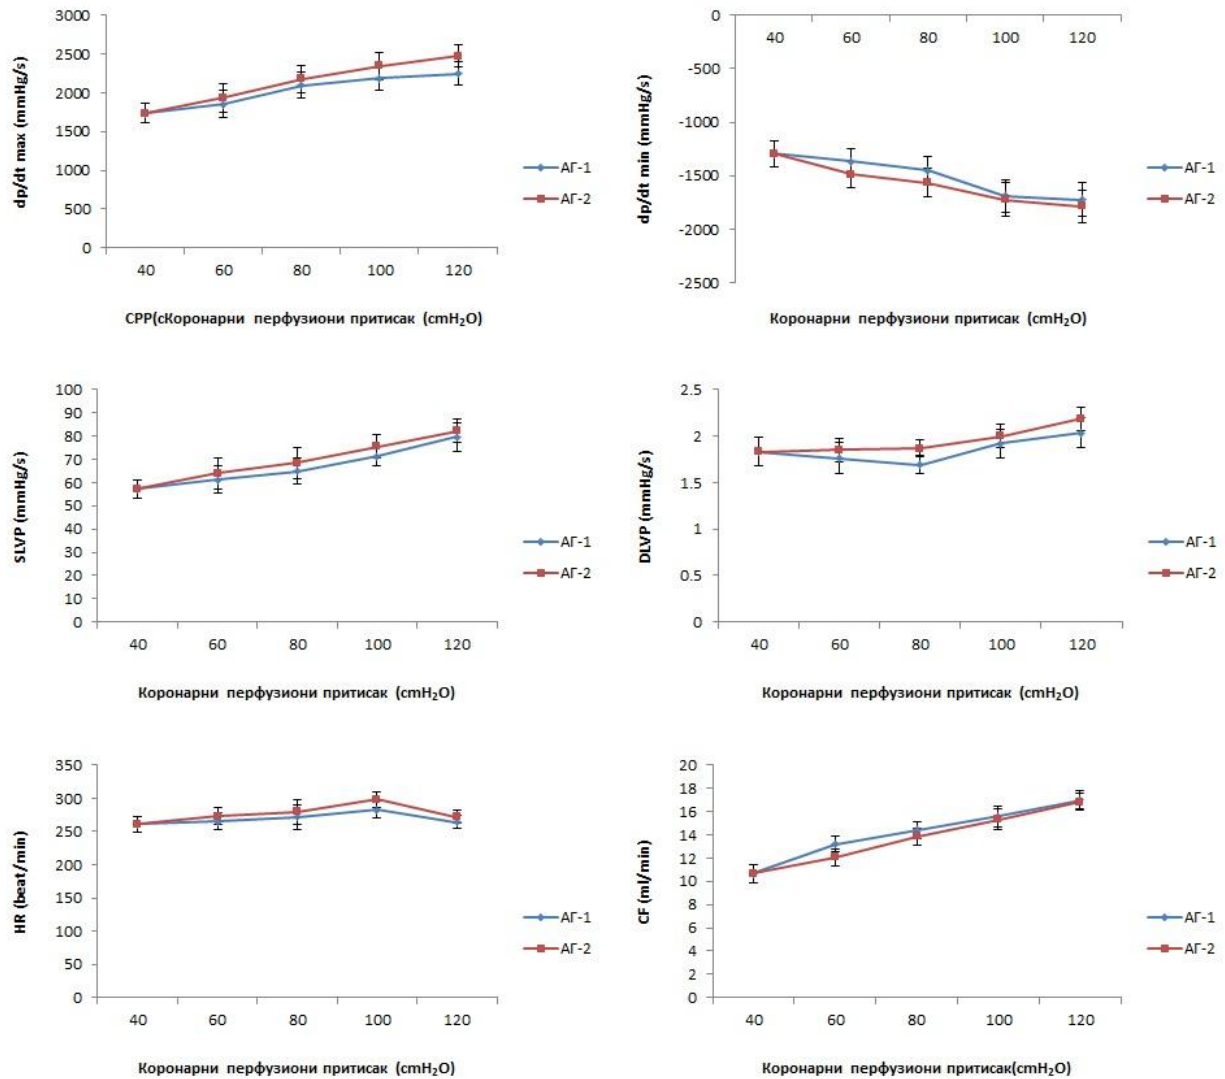 3000
2500
2000
1500
1000
500
0
dp/dt max (mmHg/s)
40 60 80 100 120
CPP(cКоронарни перфузиони притисак (cmH₂O)
АГ-1
АГ-2
0
-500
-1000
-1500
-2000
-2500
dp/dt min (mmHg/s)
40 60 80 100 120
Коронарни перфузиони притисак (cmH₂O)
АГ-1
АГ-2
100
90
80
70
60
50
40
30
20
10
0
SLVP (mmHg/s)
40 60 80 100 120
Коронарни перфузиони притисак (cmH₂O)
АГ-1
АГ-2
2.5
2
1.5
1
0.5
0
DLVP (mmHg/s)
40 60 80 100 120
Коронарни перфузиони притисак (cmH₂O)
АГ-1
АГ-2
350
300
250
200
150
100
50
0
HR (beat/min)
40 60 80 100 120
Коронарни перфузиони притисак (cmH₂O)
АГ-1
АГ-2
20
18
16
14
12
10
8
6
4
2
0
CF (ml/min)
40 60 80 100 120
Коронарни перфузиони притисак(cmH₂O)
АГ-1
АГ-2